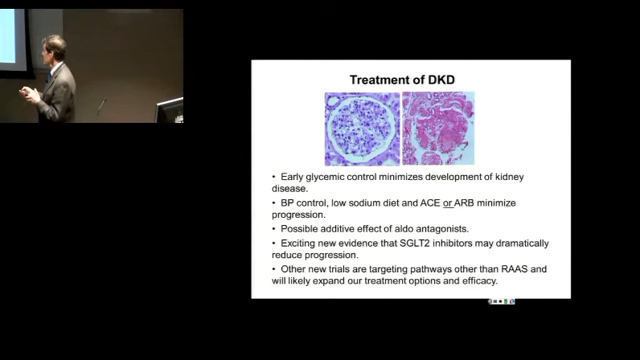 Treatment of DKD
• Early glycemic control minimizes development of kidney
disease.
• BP control, low sodium diet and ACE or ARB minimize
progression.
• Possible additive effect of aldo antagonists.
• Exciting new evidence that SGLT2 inhibitors may dramatically
reduce progression.
• Other new trials are targeting pathways other than RAAS and
will likely expand our treatment options and efficacy.